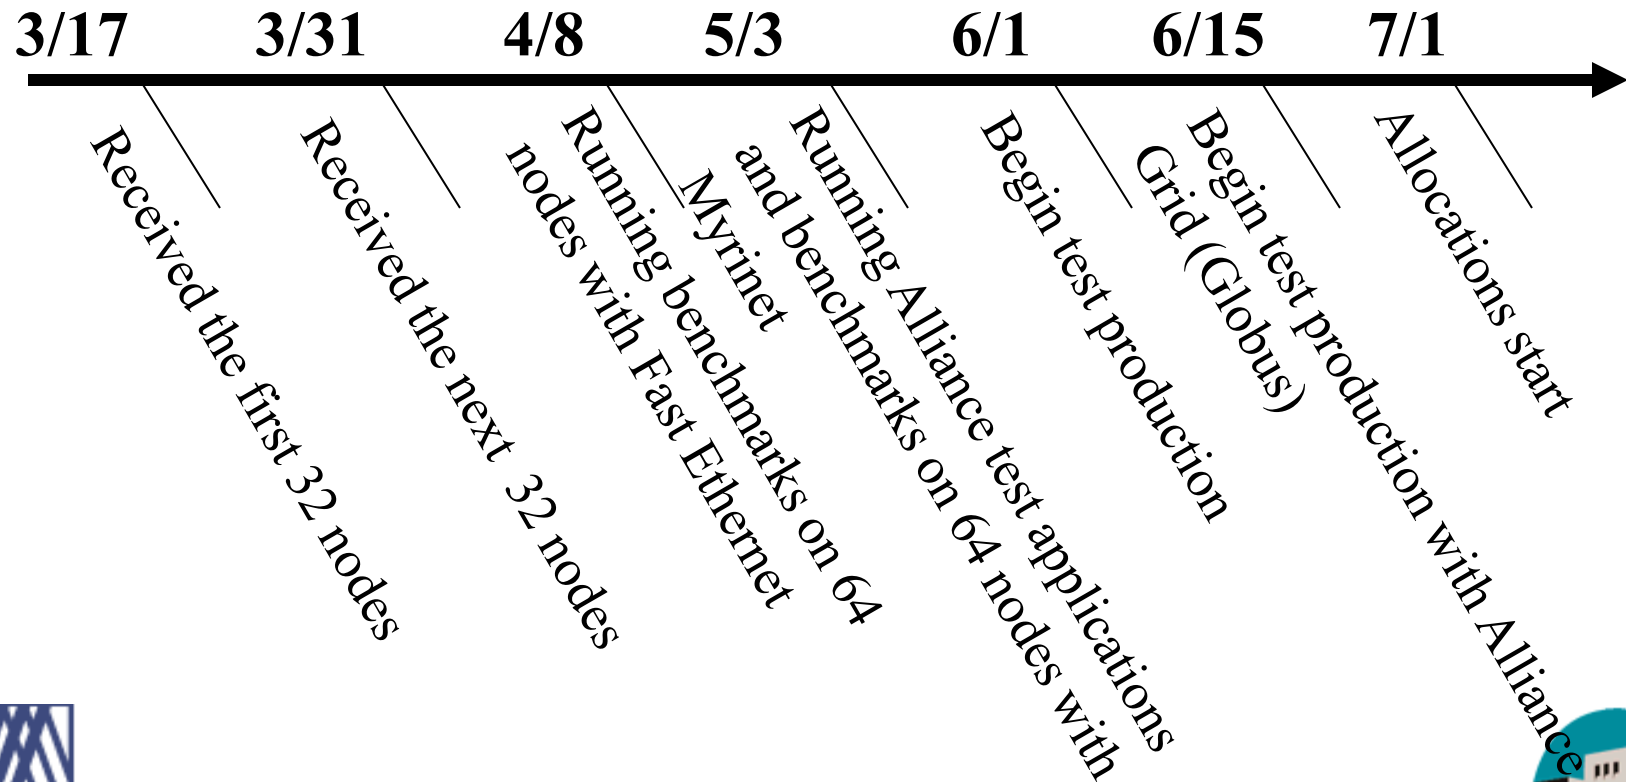 3/17 3/31 4/8 5/3 6/1 6/15 7/1
Received the first 32 nodes
Received the next 32 nodes
Running benchmarks on 64
nodes with Fast Ethernet
Running Alliance test applications
and benchmarks on 64 nodes with
Myrinet
Begin test production
Begin test production with Alliance
Grid (Globus)
Allocations start